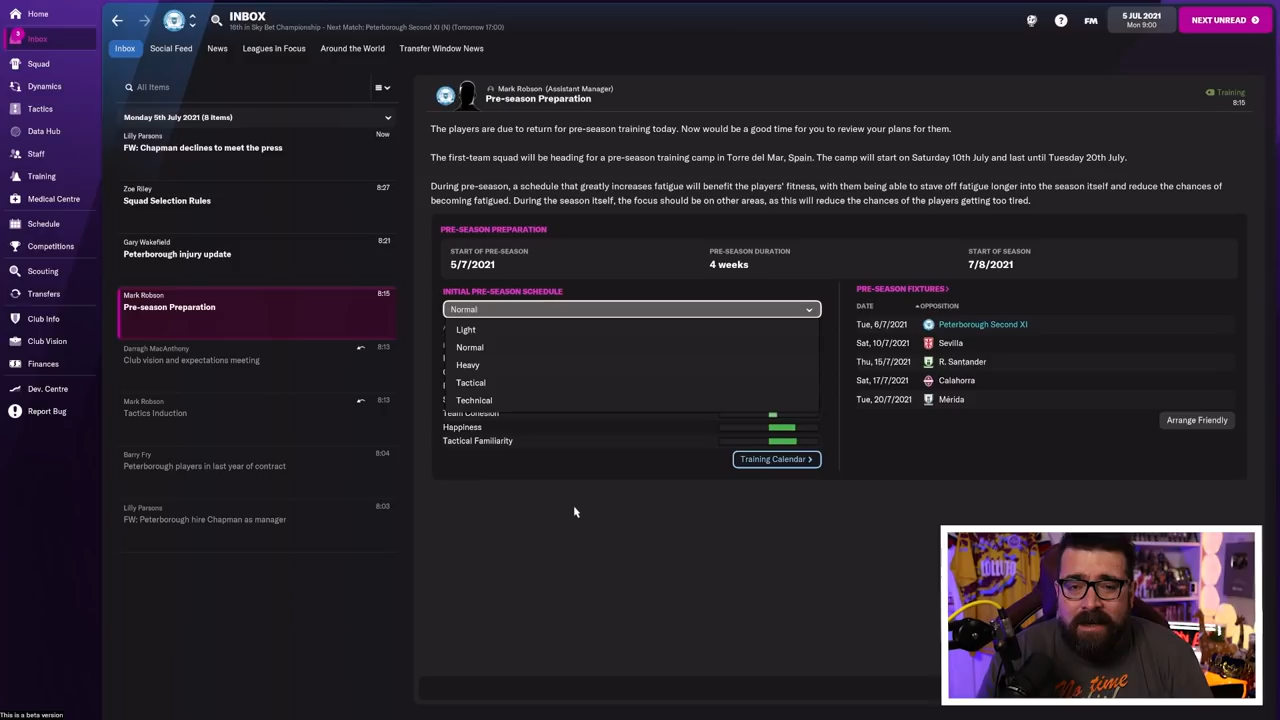 Home
3
Inbox
Squad
Dynamics
Tactics
Data Hub
Staff
Training
Medical Centre
Schedule
Competitions
Scouting
Transfers
Club Info
Club Vision
Finances
Dev. Centre
Report Bug
This is a beta version
INBOX
16th in Sky Bet Championship - Next Match: Peterborough Second XI (N) (Tomorrow 17:00)
FM
5 JUL 2021
Mon 9:00
NEXT UNREAD
Inbox
Social Feed
News
Leagues in Focus
Around the World
Transfer Window News
All Items
Monday 5th July 2021 (8 items)
Lilly Parsons
Now
FW: Chapman declines to meet the press
Zoe Riley
8:27
Squad Selection Rules
Gary Wakefield
8:21
Peterborough injury update
Mark Robson
8:15
Pre-season Preparation
Darragh MacAnthony
8:13
Club vision and expectations meeting
Mark Robson
8:13
Tactics Induction
Barry Fry
8:04
Peterborough players in last year of contract
Lilly Parsons
8:03
FW: Peterborough hire Chapman as manager
Mark Robson (Assistant Manager)
Pre-season Preparation
Training
8:15
The players are due to return for pre-season training today. Now would be a good time for you to review your plans for them.
The first-team squad will be heading for a pre-season training camp in Torre del Mar, Spain. The camp will start on Saturday 10th July and last until Tuesday 20th July.
During pre-season, a schedule that greatly increases fatigue will benefit the players' fitness, with them being able to stave off fatigue longer into the season itself and reduce the chances of
becoming fatigued. During the season itself, the focus should be on other areas, as this will reduce the chances of the players getting too tired.
PRE-SEASON PREPARATION
START OF PRE-SEASON
5/7/2021
PRE-SEASON DURATION
4 weeks
START OF SEASON
7/8/2021
INITIAL PRE-SEASON SCHEDULE
Normal
Light
Normal
Heavy
Tactical
Technical
Team Cohesion
Happiness
Tactical Familiarity
Training Calendar
PRE-SEASON FIXTURES
DATE
OPPOSITION
Tue, 6/7/2021
Peterborough Second XI
Sat, 10/7/2021
Sevilla
Thu, 15/7/2021
R. Santander
Sat, 17/7/2021
Calahorra
Tue, 20/7/2021
Mérida
Arrange Friendly
No time